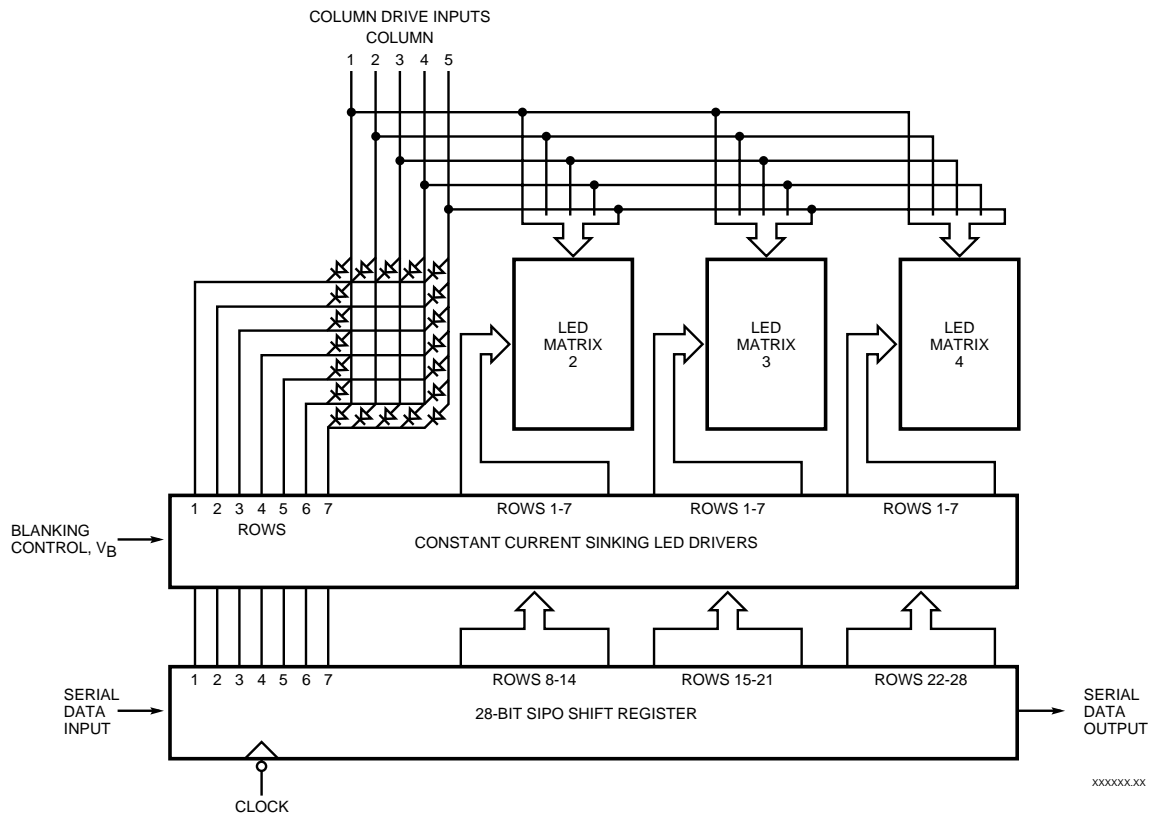 COLUMN DRIVE INPUTS
COLUMN
1 2 3 4 5
LED
MATRIX
2
LED
MATRIX
3
LED
MATRIX
4
1 2 3 4 5 6 7
ROWS
ROWS 1-7
ROWS 1-7
ROWS 1-7
BLANKING
CONTROL, VB
CONSTANT CURRENT SINKING LED DRIVERS
1 2 3 4 5 6 7
ROWS 8-14
ROWS 15-21
ROWS 22-28
SERIAL
DATA
INPUT
28-BIT SIPO SHIFT REGISTER
SERIAL
DATA
OUTPUT
CLOCK
XXXXXX.XX